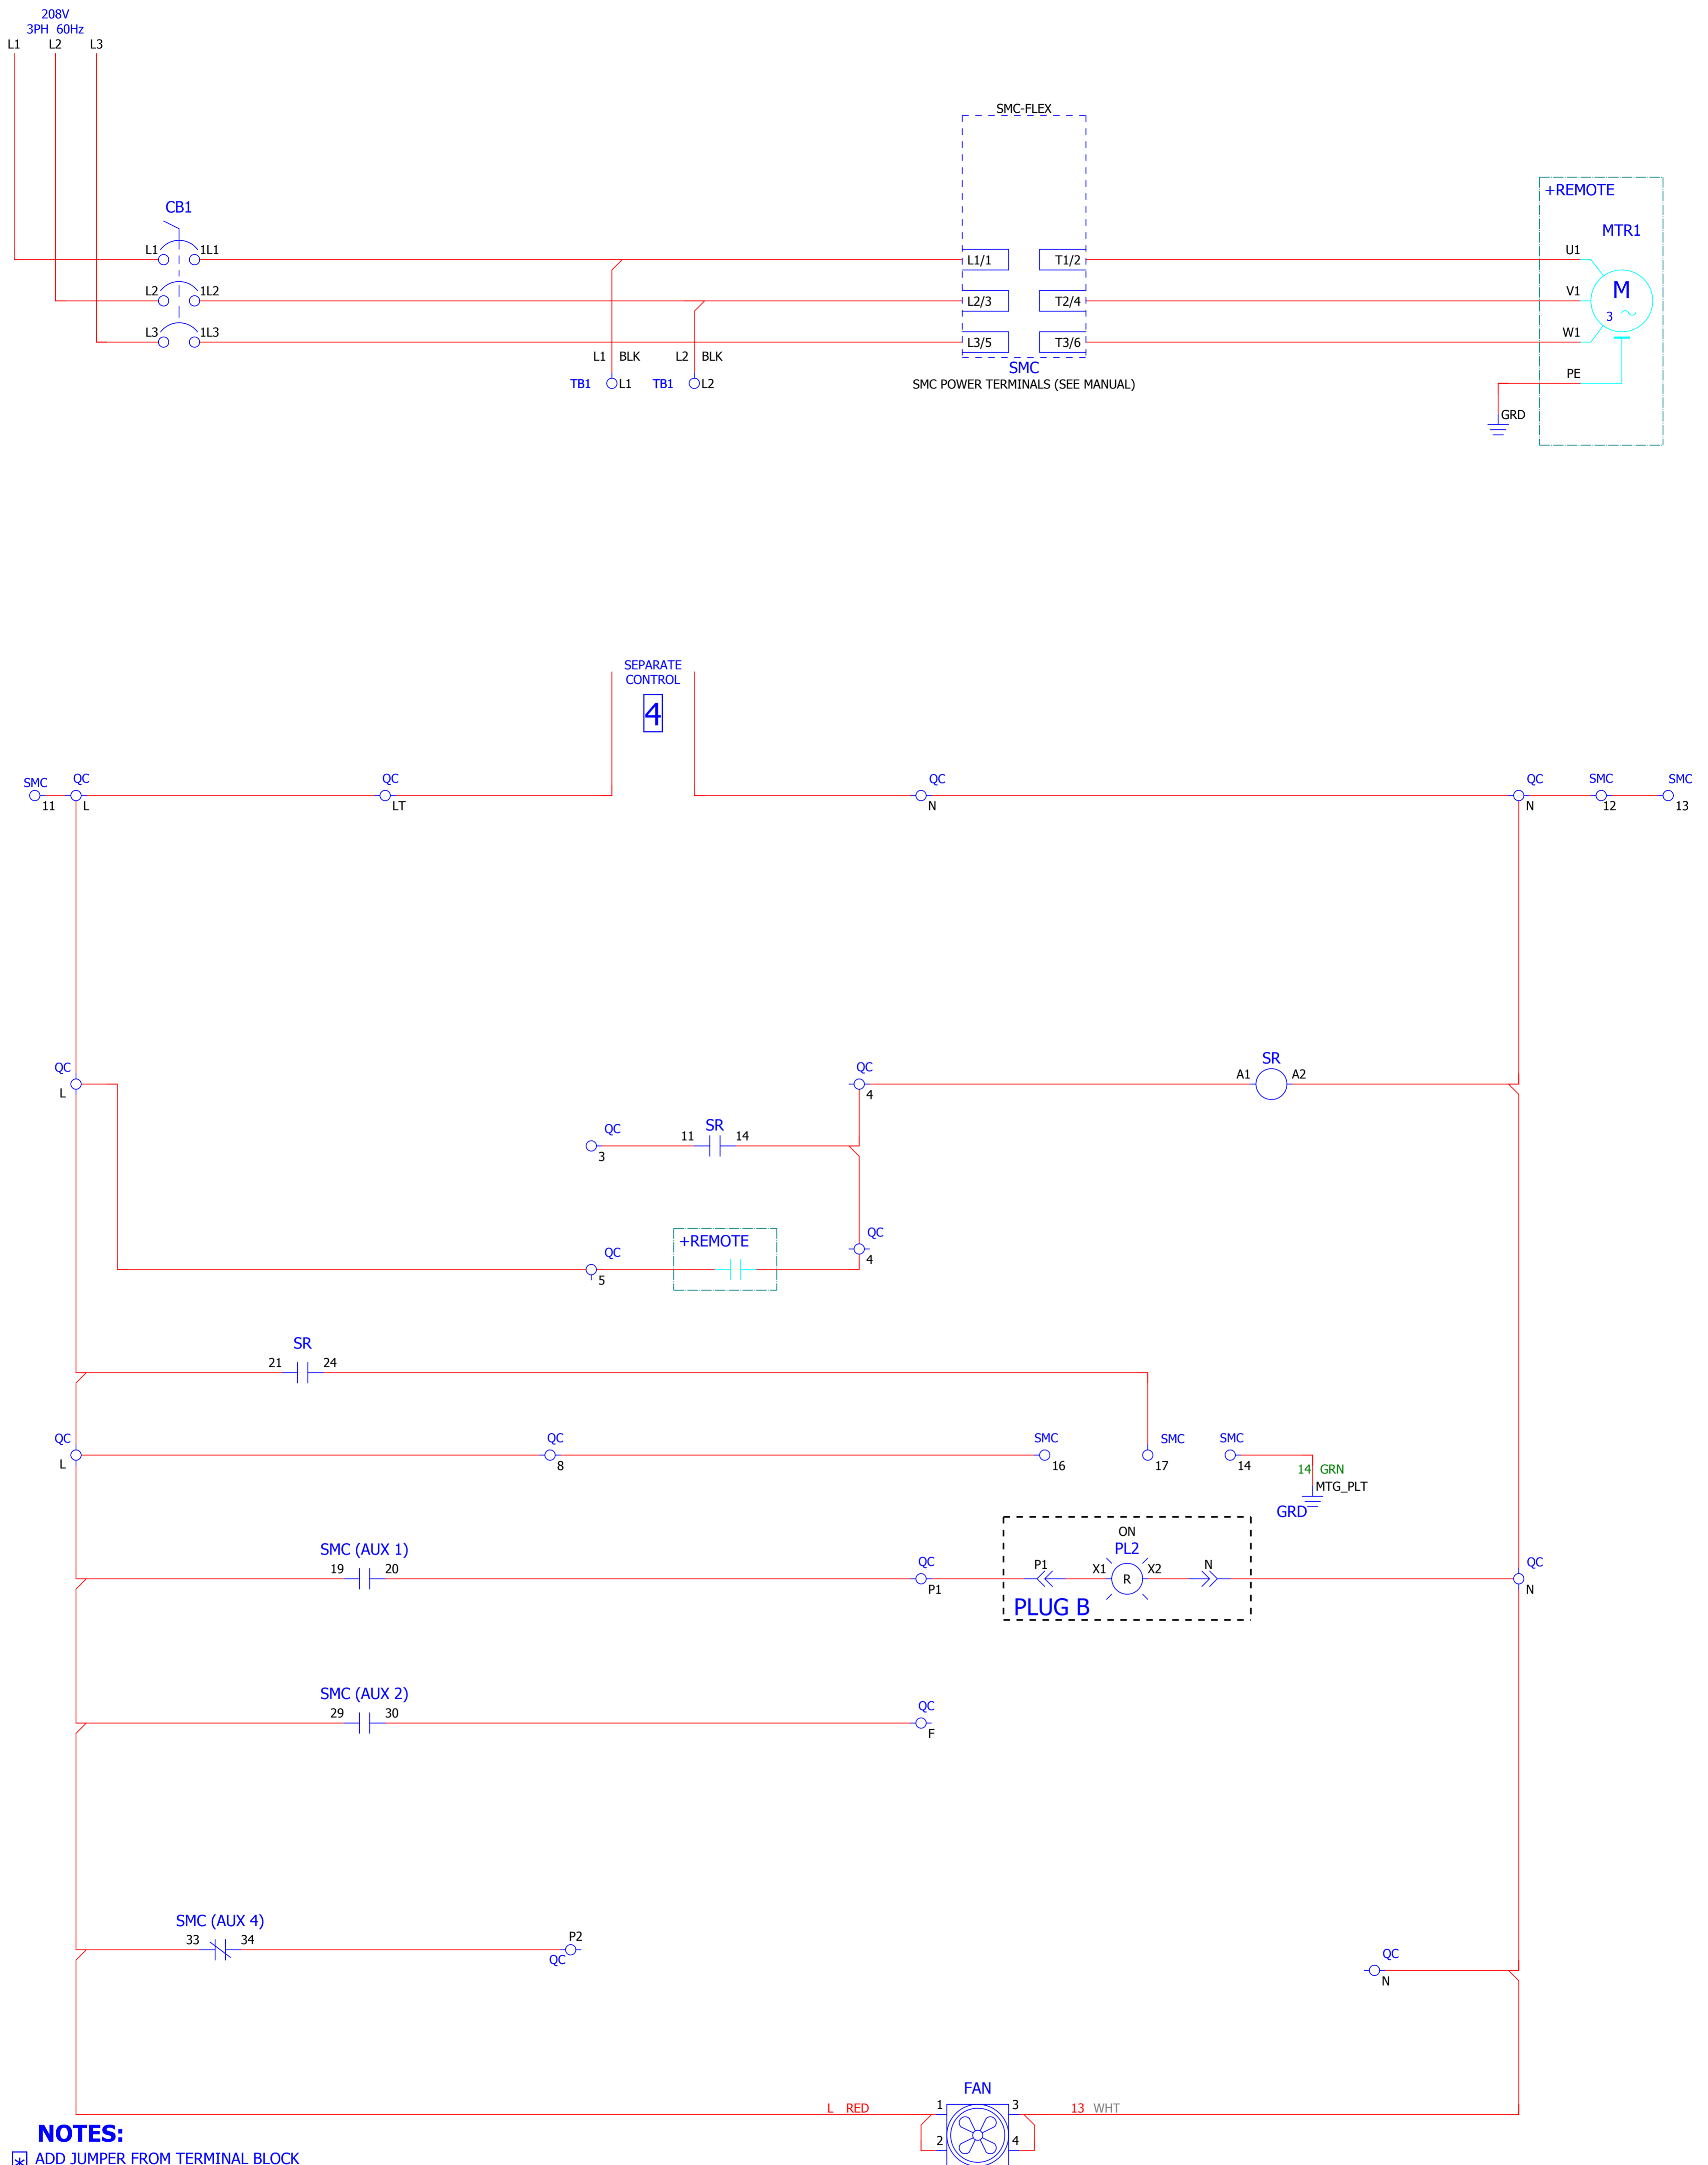 208V
3PH 60Hz
L1 L2 L3
SMC-FLEX
+REMOTE
CB1
MTR1
L1 1L1 L1/1 T1/2 U1
L2 1L2 L2/3 T2/4 V1
M
3
L3 1L3 L3/5 T3/6 W1
L1 BLK L2 BLK
SMC
PE
TB1 L1 TB1 L2
SMC POWER TERMINALS (SEE MANUAL)
GRD
SEPARATE
CONTROL
4
SMC QC QC QC QC SMC SMC
11 L LT N N 12 13
QC QC SR
L 4 A1 A2
QC SR
3 11 14
QC +REMOTE QC
5 4
SR
21 24
QC QC SMC SMC SMC
L 8 16 17 14
14 GRN
MTG_PLT
GRD
ON
SMC (AUX 1) PL2
19 20 QC P1 P1 X1 R X2 N QC N
PLUG B
SMC (AUX 2)
29 30 QC F
SMC (AUX 4)
33 34 P2
QC
QC
N
FAN
L RED 1 3 13 WHT
2 4
NOTES:
* ADD JUMPER FROM TERMINAL BLOCK